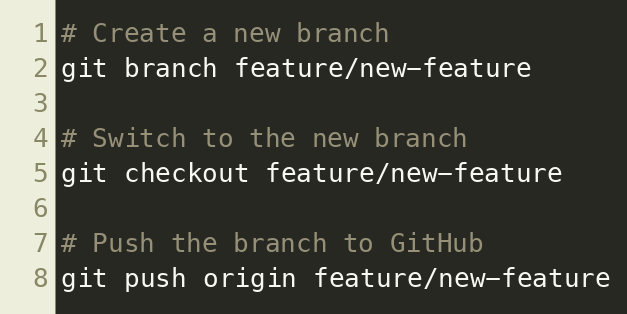 1 # Create a new branch
2 git branch feature/new-feature
3
4 # Switch to the new branch
5 git checkout feature/new-feature
6
7 # Push the branch to GitHub
8 git push origin feature/new-feature